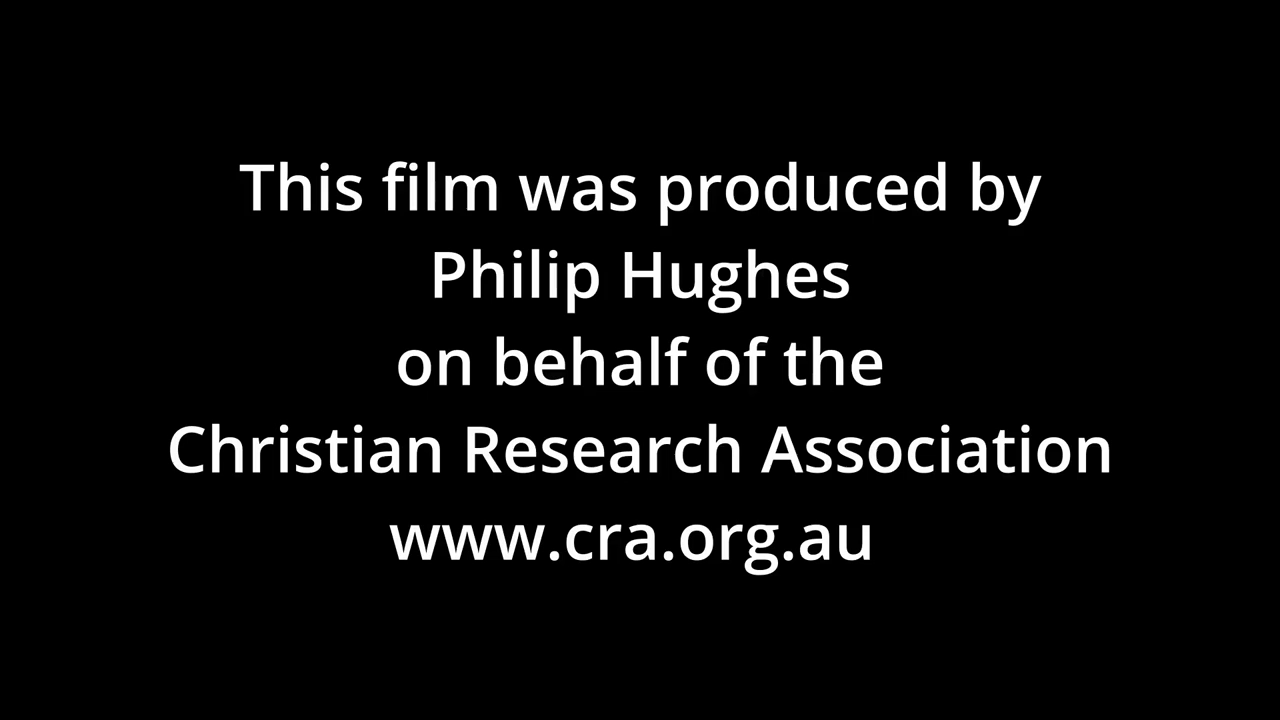 This film was produced by
Philip Hughes
on behalf of the
Christian Research Association
www.cra.org.au